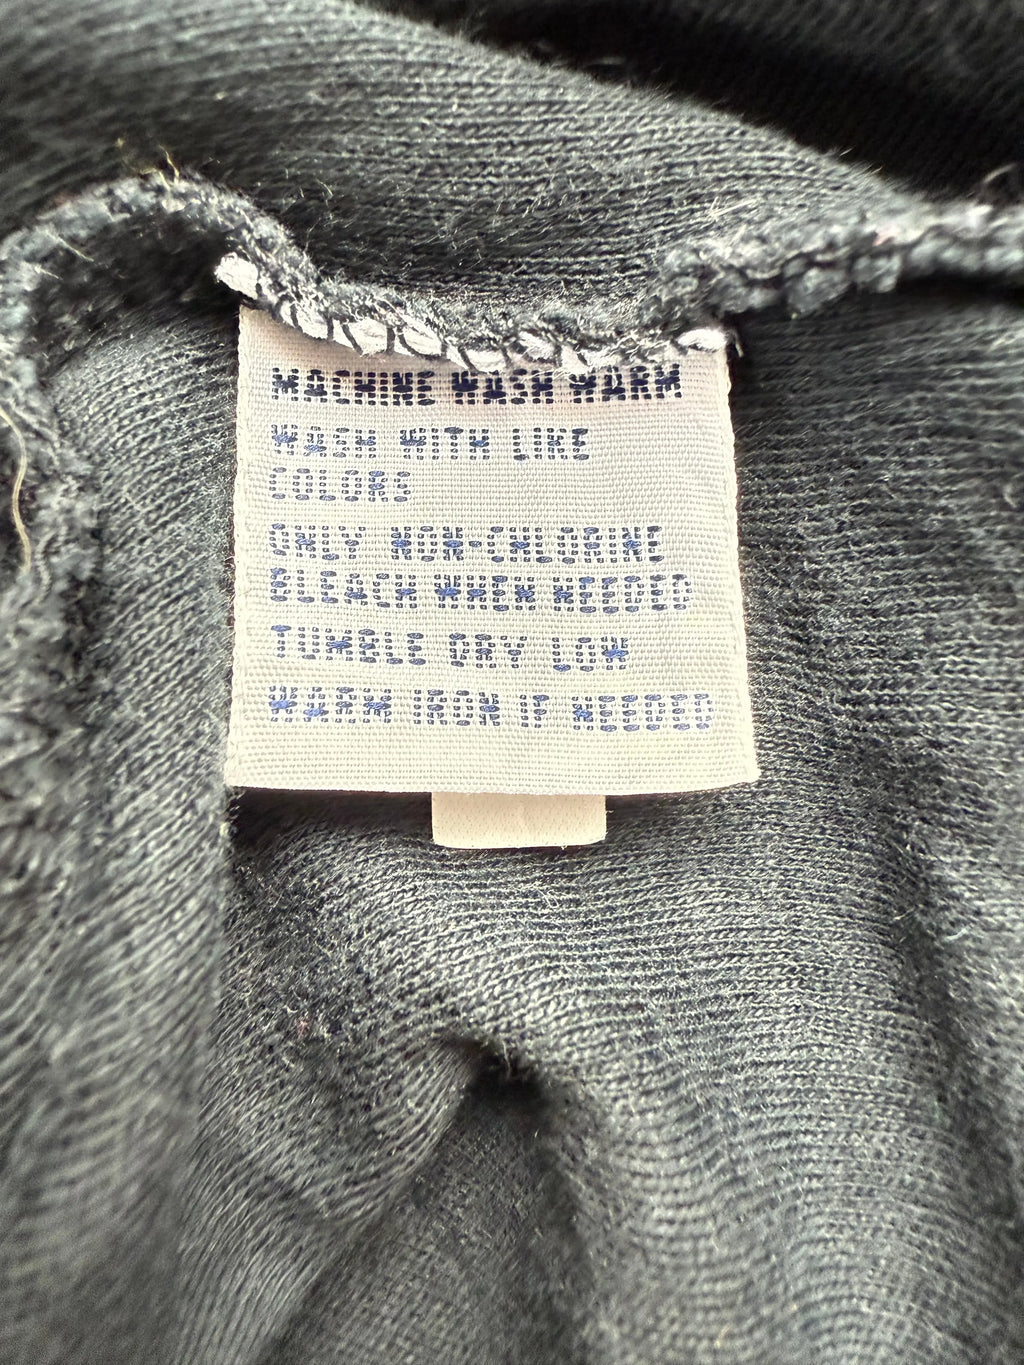 MACHINE WASH WARM
WASH WITH LIKE
COLORS
ONLY NON-CHLORINE
BLEACH WHEN NEEDED
TUMBLE DRY LOW
WARM IRON IF NEEDED